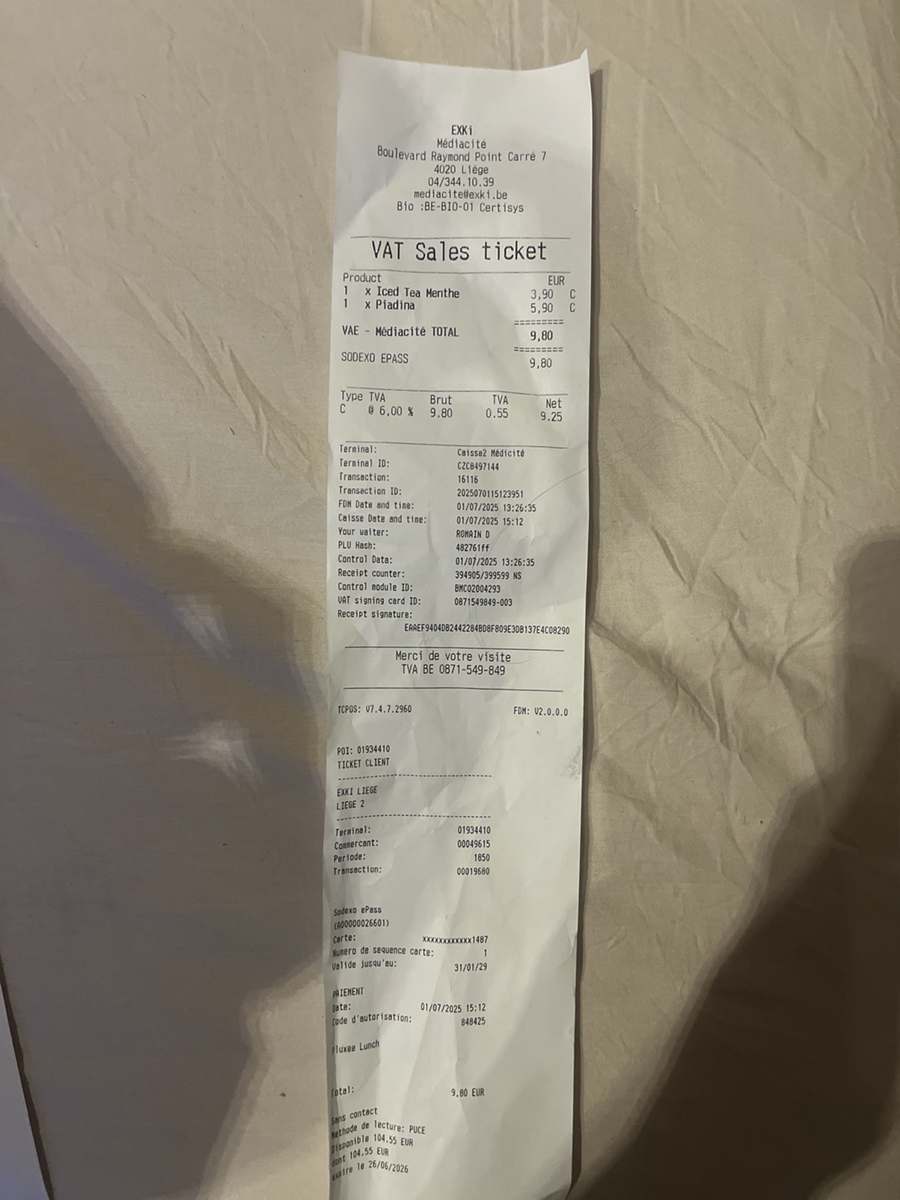 EXKi
Médiacité
Boulevard Raymond Point Carré 7
4020 Liège
04/344.10.39
mediacite@exki.be
Bio :BE-BIO-01 Certisys
VAT Sales ticket
Product EUR
1 x Iced Tea Menthe 3,90 C
1 x Piadina 5,90 C
=========
VAE - Médiacité TOTAL 9,80
=========
SODEXO EPASS 9,80
Type TVA Brut TVA Net
C @ 6,00 % 9.80 0.55 9.25
Terminal: Caisse2 Médicité
Terminal ID: CZC8497144
Transaction: 16116
Transaction ID: 2025070115123951
FDM Date and time: 01/07/2025 13:26:35
Caisse Date and time: 01/07/2025 15:12
Your waiter: ROMAIN D
PLU Hash: 482761ff
Control Data: 01/07/2025 13:26:35
Receipt counter: 394905/399599 NS
Control module ID: BMC02004293
VAT signing card ID: 0871549849-003
Receipt signature:
EAAEF9404DB2442284BD8F809E3DB137E4C08290
Merci de votre visite
TVA BE 0871-549-849
TCPOS: V7.4.7.2960 FDM: V2.0.0.0
POI: 01934410
TICKET CLIENT
EXKI LIEGE
LIEGE 2
Terminal: 01934410
Commercant: 00049615
Periode: 1850
Transaction: 00019680
Sodexo ePass
(A00000026601)
Carte: xxxxxxxxxxxx1487
Numero de sequence carte: 1
Valide jusqu'au: 31/01/29
PAIEMENT
Date: 01/07/2025 15:12
Code d'autorisation: 848425
Pluxee Lunch
Total: 9,80 EUR
Sans contact
Methode de lecture: PUCE
Disponible 104,55 EUR
dont 104,55 EUR
expire le 26/06/2026